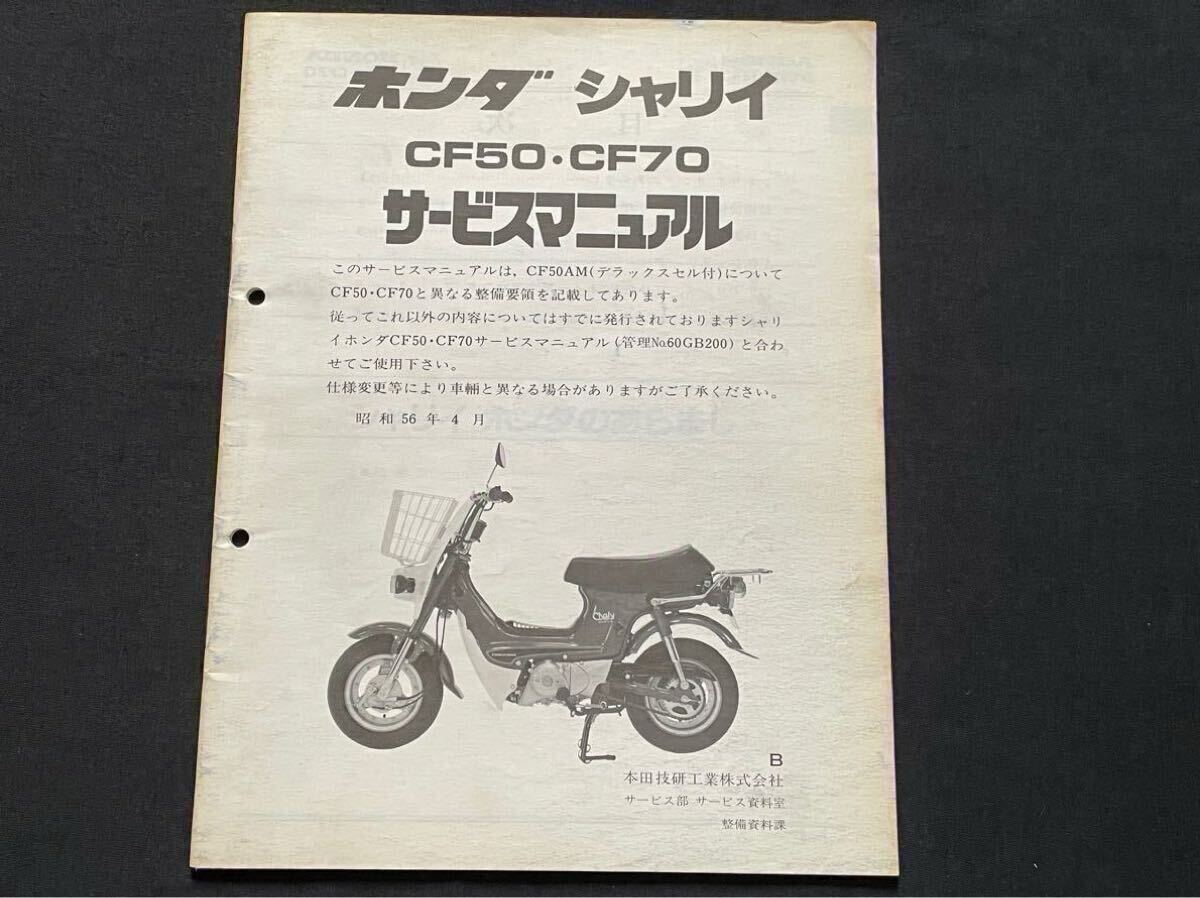 ホンダ シャリイ
CF50・CF70
サービスマニュアル
このサービスマニュアルは，CF50AM(デラックスセル付)について
CF50・CF70と異なる整備要領を記載してあります。
従ってこれ以外の内容についてはすでに発行されておりますシャリ
イホンダCF50・CF70サービスマニュアル (管理No.60GB200) と合わ
せてご使用下さい。
仕様変更等により車輛と異なる場合がありますがご了承ください。
昭和56年4月
Chaly
B
本田技研工業株式会社
サービス部 サービス資料室
整備資料課